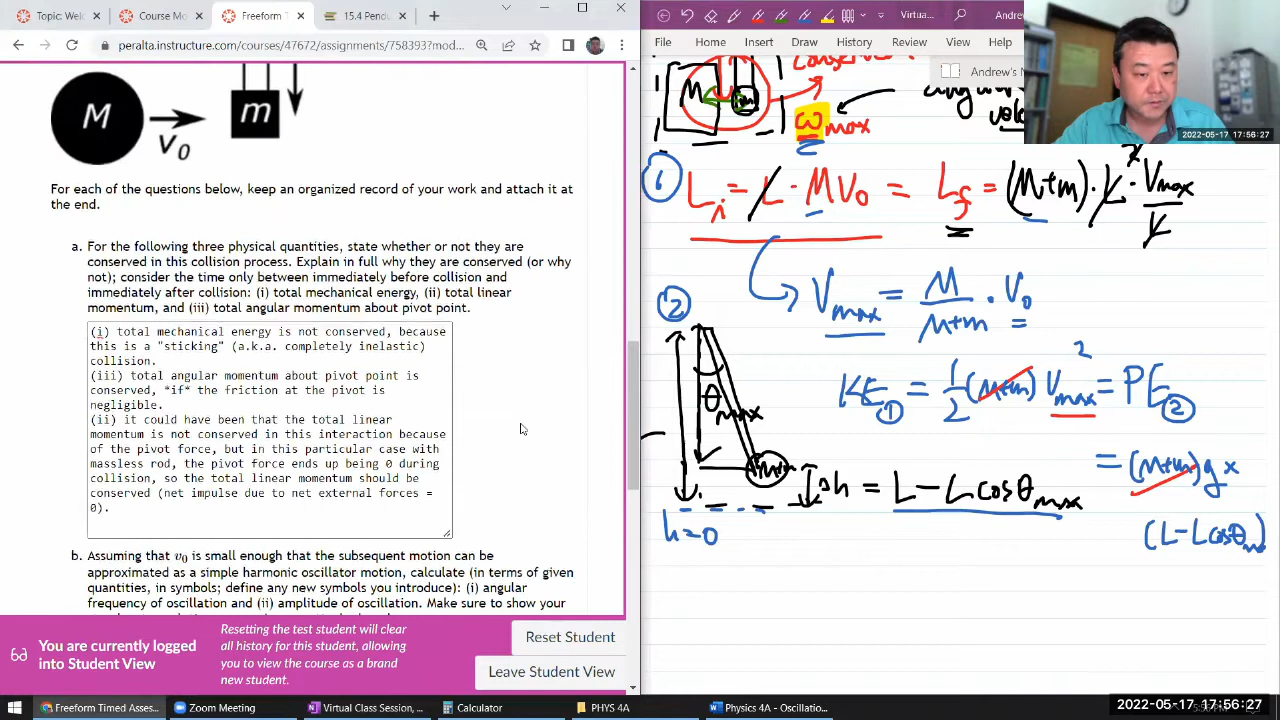 Topic Wi
Course Mo
Freeform T
15.4 Pendu
peralta.instructure.com/courses/47672/assignments/758393?mod...
M
v0
m
For each of the questions below, keep an organized record of your work and attach it at
the end.
a. For the following three physical quantities, state whether or not they are
conserved in this collision process. Explain in full why they are conserved (or why
not); consider the time only between immediately before collision and
immediately after collision: (i) total mechanical energy, (ii) total linear
momentum, and (iii) total angular momentum about pivot point.
(i) total mechanical energy is not conserved, because
this is a "sticking" (a.k.a. completely inelastic)
collision.
(iii) total angular momentum about pivot point is
conserved, *if* the friction at the pivot is
negligible.
(ii) it could have been that the total linear
momentum is not conserved in this interaction because
of the pivot force, but in this particular case with
massless rod, the pivot force ends up being 0 during
collision, so the total linear momentum should be
conserved (net impulse due to net external forces =
0).
b. Assuming that v0 is small enough that the subsequent motion can be
approximated as a simple harmonic oscillator motion, calculate (in terms of given
quantities, in symbols; define any new symbols you introduce): (i) angular
frequency of oscillation and (ii) amplitude of oscillation. Make sure to show your
You are currently logged
into Student View
Resetting the test student will clear
all history for this student, allowing
you to view the course as a brand
new student.
Reset Student
Leave Student View
Virtua...
Andrew
File Home Insert Draw History Review View Help
Andrew's N
M
m
ω max
2022-05-17 17:56:27
① Li = L · M V0 = Lf = (M+m) · L² · Vmax / L
Vmax = M / M+m · V0
②
θmax
KE① = 1/2 (M+m) Vmax² = PE②
= (M+m) g x
(L-Lcosθm)
M+m
Δh = L - L cosθmax
h=0
Freeform Timed Asses...
Zoom Meeting
Virtual Class Session, ...
Calculator
PHYS 4A
Physics 4A - Oscillatio...
2022-05-17 17:56:27